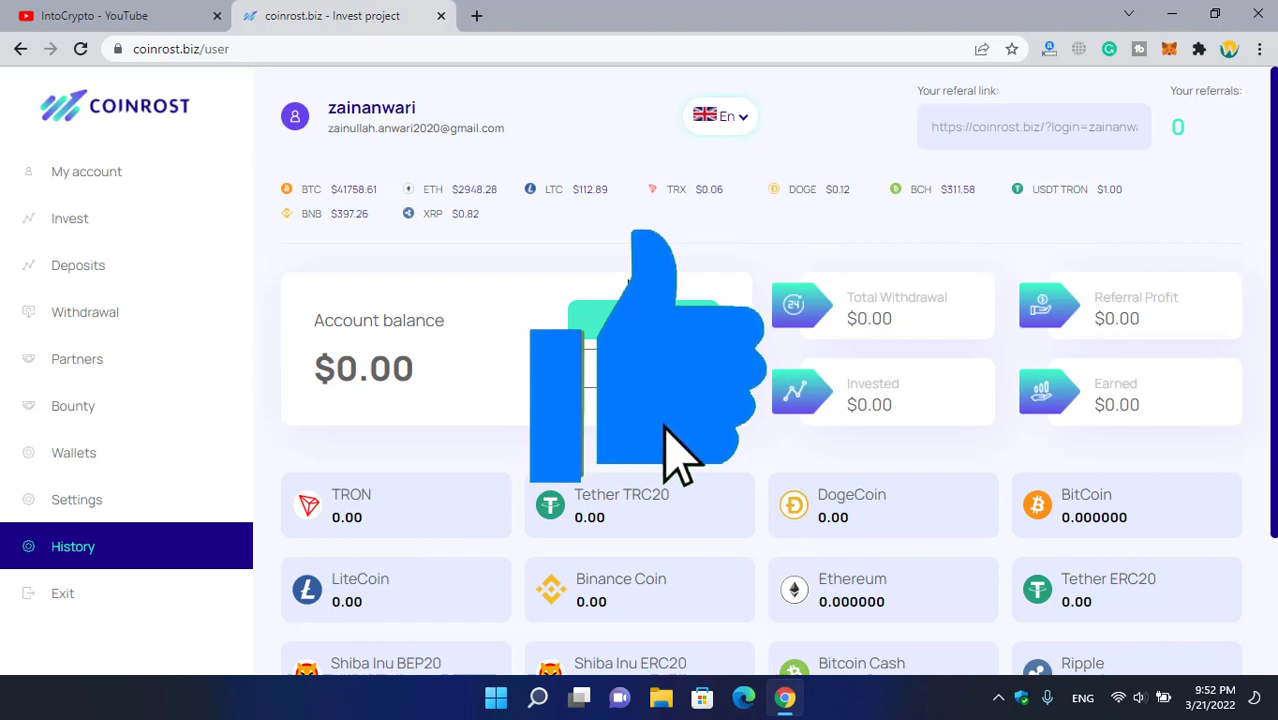 IntoCrypto - YouTube
coinrost.biz - Invest project
coinrost.biz/user
COINROST
zainanwari
zainullah.anwari2020@gmail.com
En
Your referal link:
https://coinrost.biz/?login=zainanwa
Your referrals:
0
My account
Invest
Deposits
Withdrawal
Partners
Bounty
Wallets
Settings
History
Exit
BTC $41758.61 ETH $2948.28 LTC $112.89 TRX $0.06 DOGE $0.12 BCH $311.58 USDT TRON $1.00
BNB $397.26 XRP $0.82
Account balance
$0.00
24
Total Withdrawal
$0.00
Referral Profit
$0.00
Invested
$0.00
Earned
$0.00
TRON
0.00
Tether TRC20
0.00
DogeCoin
0.00
BitCoin
0.000000
LiteCoin
0.00
Binance Coin
0.00
Ethereum
0.000000
Tether ERC20
0.00
Shiba Inu BEP20
Shiba Inu ERC20
Bitcoin Cash
Ripple
ENG
9:52 PM
3/21/2022